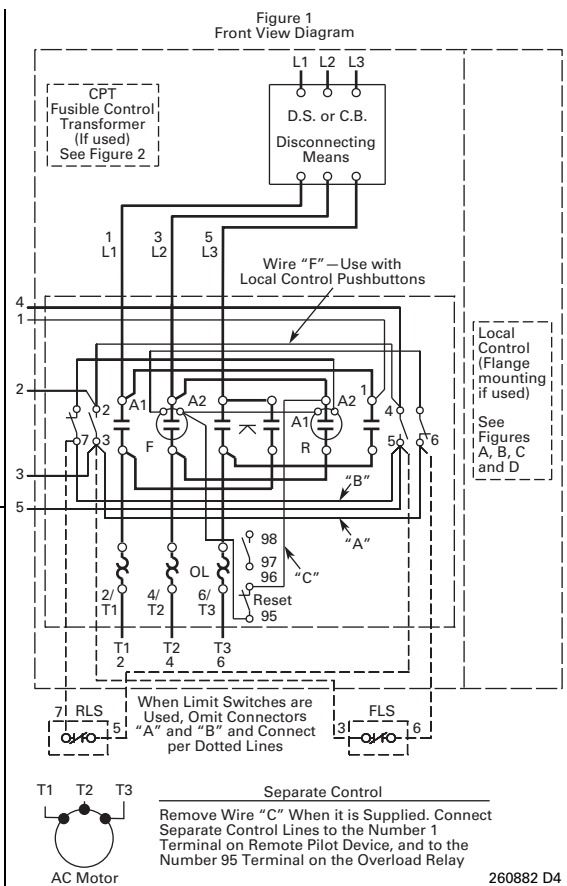 Figure 1
Front View Diagram
L1 L2 L3
CPT
Fusible Control
Transformer
(If used)
See Figure 2
D.S. or C.B.
Disconnecting
Means
1
L1
3
L2
5
L3
Wire “F”—Use with
Local Control Pushbuttons
4
1
2
3
5
Local
Control
(Flange
mounting
if used)
See
Figures
A, B, C
and D
2
A1
A2
A2
1
4
A1
7
3
F
R
5
6
“B”
“A”
98
97
96
“C”
OL
Reset
95
2/
T1
4/
T2
6/
T3
T1
2
T2
4
T3
6
When Limit Switches are
Used, Omit Connectors
“A” and “B” and Connect
per Dotted Lines
7 RLS
5
FLS
3
6
T1 T2 T3
AC Motor
Separate Control
Remove Wire “C” When it is Supplied. Connect
Separate Control Lines to the Number 1
Terminal on Remote Pilot Device, and to the
Number 95 Terminal on the Overload Relay
260882 D4